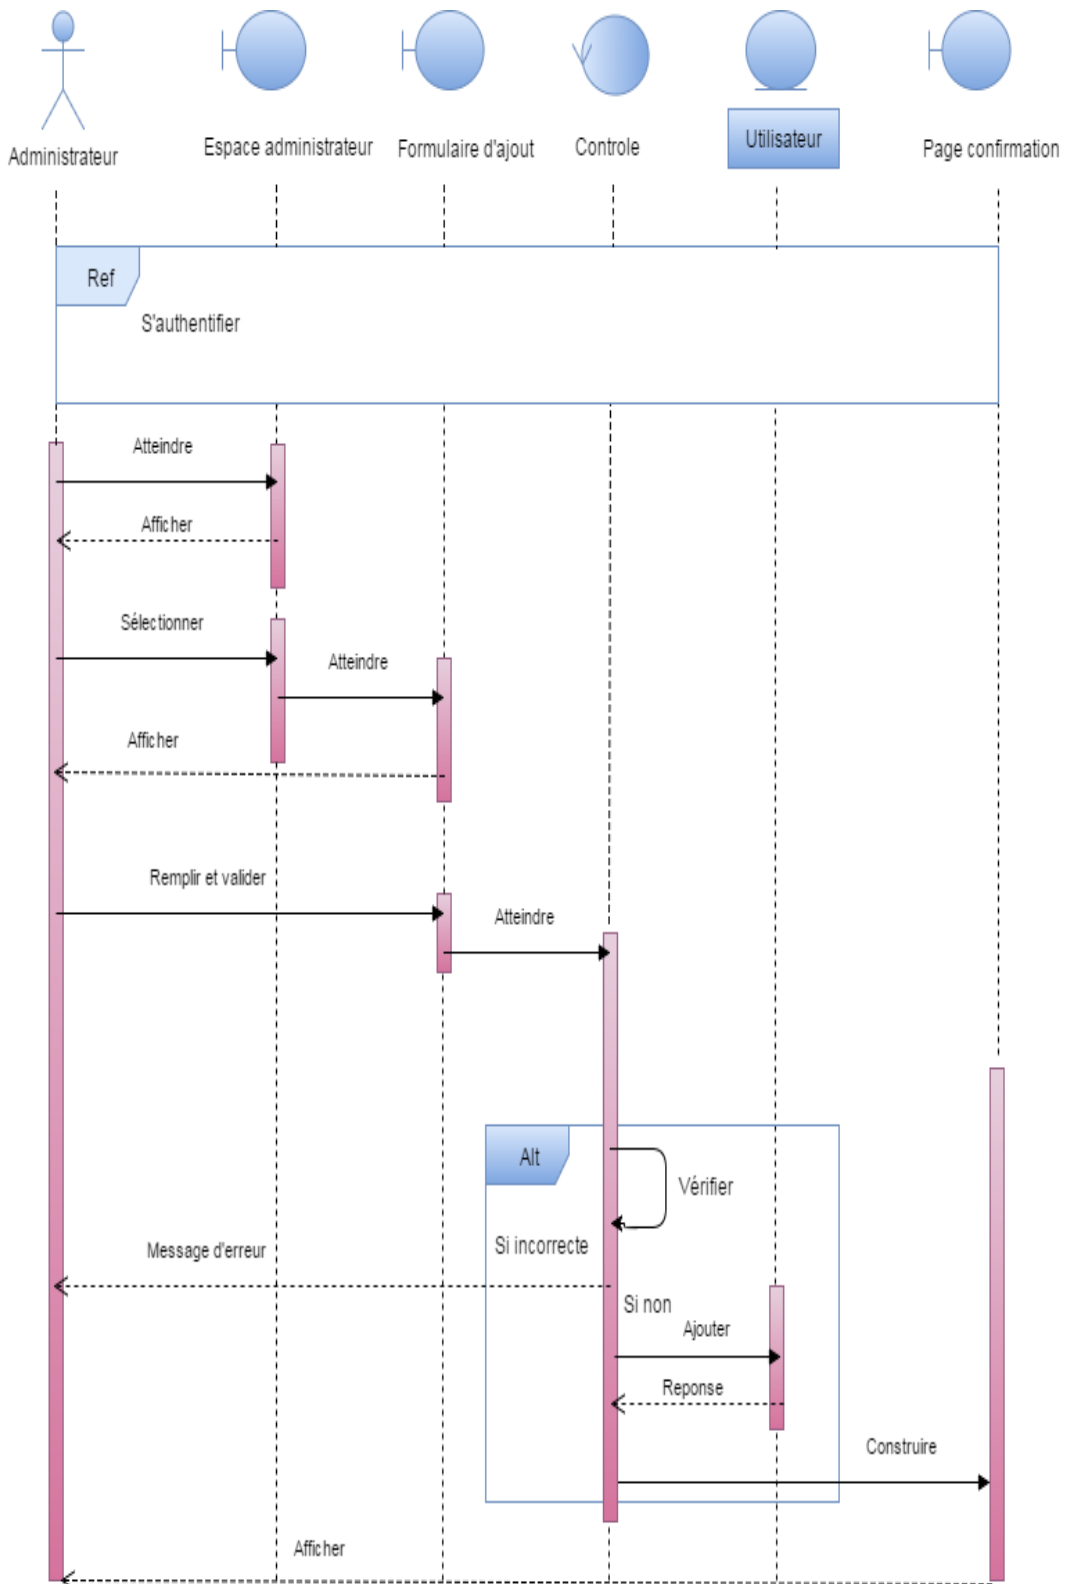 Administrateur
Espace administrateur
Formulaire d'ajout
Controle
Utilisateur
Page confirmation
Ref
S'authentifier
Atteindre
Afficher
Sélectionner
Atteindre
Afficher
Remplir et valider
Atteindre
Alt
Vérifier
Si incorrecte
Message d'erreur
Si non
Ajouter
Reponse
Construire
Afficher